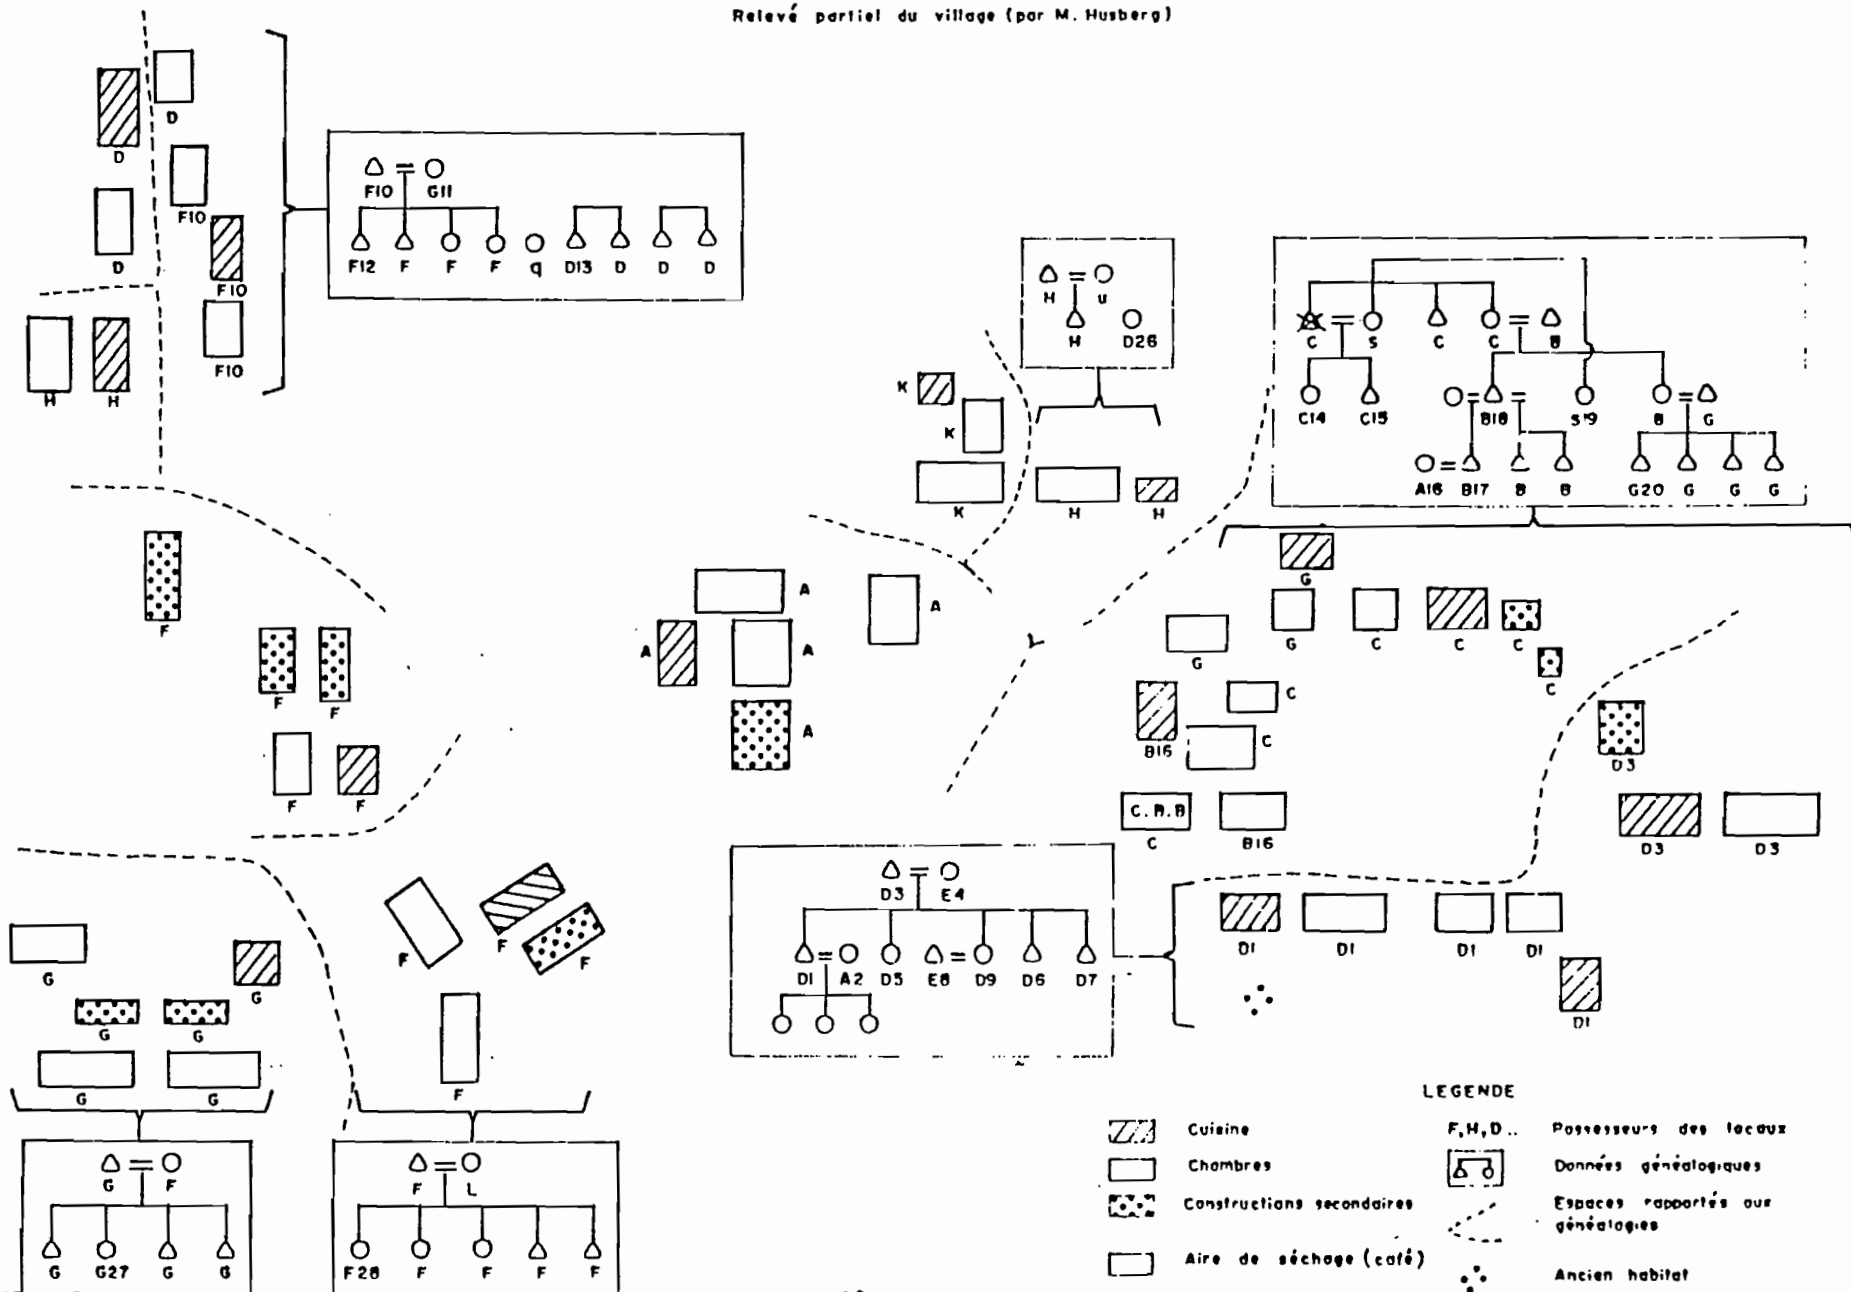 Relevé partiel du village (par M. Husberg)
D
D
F10
D
F10
F10
H H
F10 G11
F12 F F F q D13 D D D
H u
H D26
K
K
K H H
C S C C B
C14 C15 B18 S19 B G
A16 B17 B B G20 G G G
F
F F
F F
A
A
A
A
A
G
G C C C
G
C
C
B16
C
C.B.B
C B16
D3
D3 D3
D3 E4
D1 A2 D5 E8 D9 D6 D7
D1 D1 D1 D1
D1
F
F
F
F
G
G
G G
G G
G F
G G27 G G
F L
F28 F F F F
LEGENDE
Cuisine
Chambres
Constructions secondaires
Aire de séchage (café)
F, H, D ..
Possesseurs des locaux
Données généalogiques
Espaces rapportés aux
généalogies
Ancien habitat